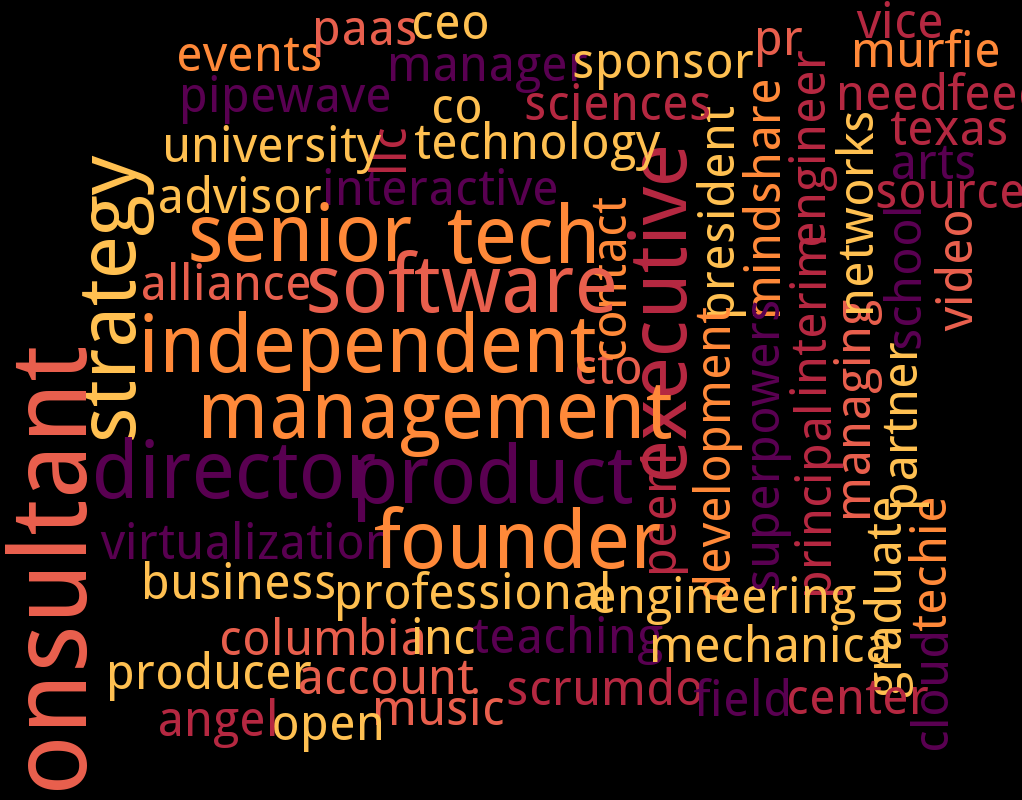 paas
ceo
vice
events
manager
sponsor
pr
murfie
pipewave
co
sciences
needfee
university
llc
technology
texas
arts
advisor
interactive
source
senior
tech
contact
executive
president
mindshare
engineer
networks
school
video
strategy
alliance
software
independent
cto
interim
managing
development
superpowers
principal
partner
management
onsultant
director
product
peer
virtualization
founder
graduate
techie
business
professional
engineering
columbia
inc
teaching
mechanica
cloud
producer
account
scrumdo
field
center
angel
open
music